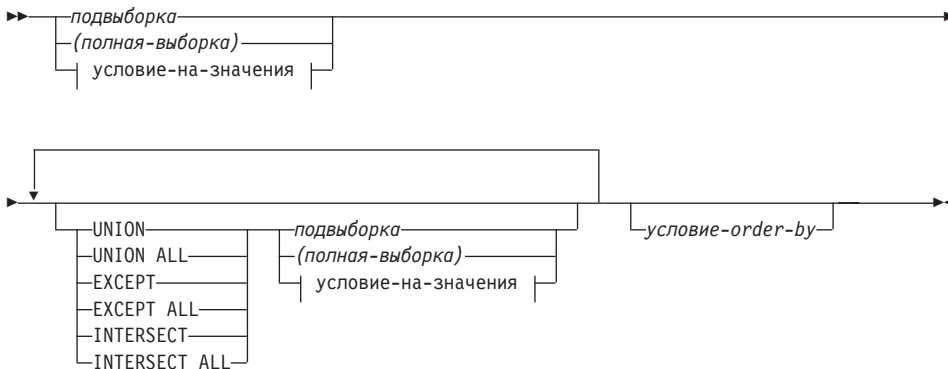 подвыборка
(полная-выборка)
условие-на-значения
UNION
UNION ALL
EXCEPT
EXCEPT ALL
INTERSECT
INTERSECT ALL
подвыборка
(полная-выборка)
условие-на-значения
условие-order-by